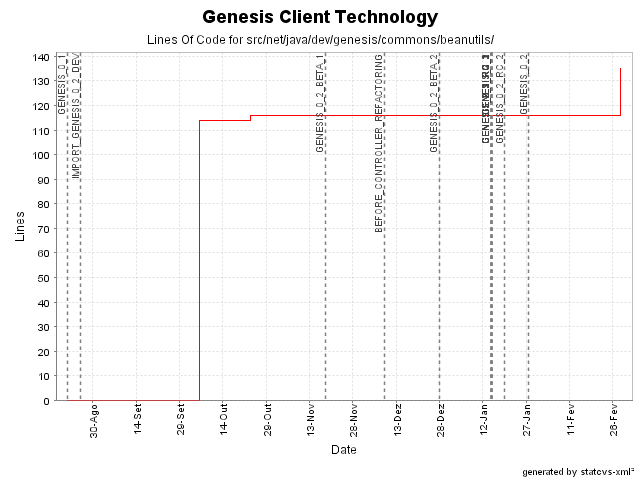 Genesis Client Technology
Lines Of Code for src/net/java/dev/genesis/commons/beanutils/
140
130
120
110
100
90
80
70
60
50
40
30
20
10
0
Lines
GENESIS_0_1
IMPORT_GENESIS_0_2_DEV
GENESIS_0_2_BETA_1
BEFORE_CONTROLLER_REFACTORING
GENESIS_0_2_BETA_2
GENESIS_0_2_RC_2
GENESIS_0_2
30-Ago
14-Set
29-Set
14-Out
29-Out
13-Nov
28-Nov
13-Dez
28-Dez
12-Jan
27-Jan
11-Fev
26-Fev
Date
generated by statcvs-xml²